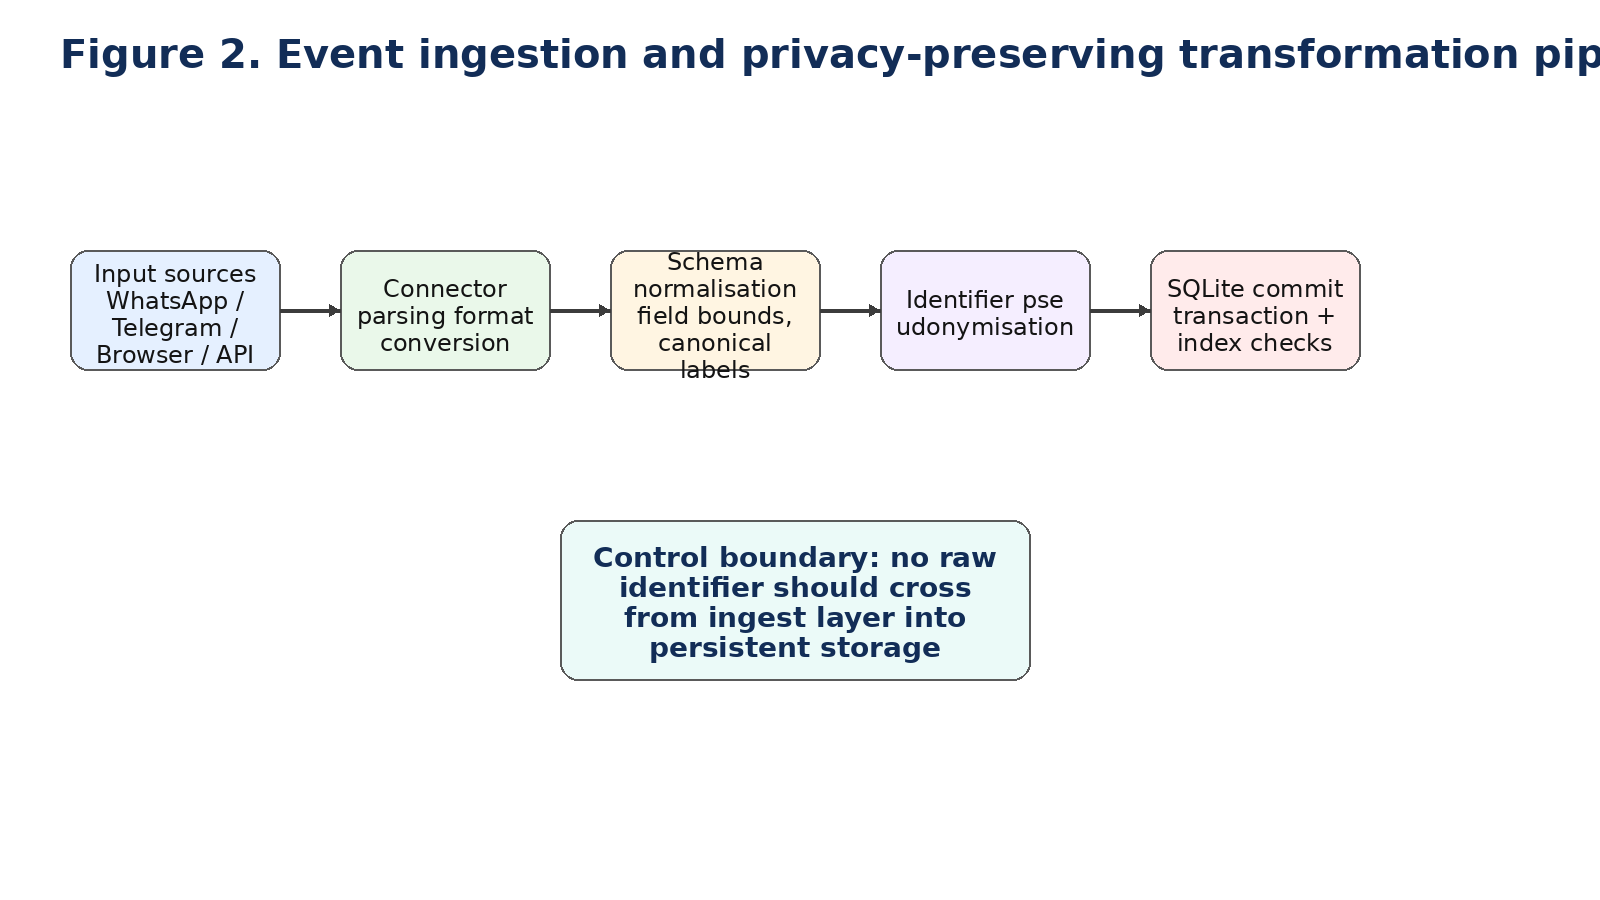 Figure 2. Event ingestion and privacy-preserving transformation pip
Input sources
WhatsApp /
Telegram /
Browser / API
Connector
parsing format
conversion
Schema
normalisation
field bounds,
canonical
labels
Identifier pse
udonymisation
SQLite commit
transaction +
index checks
Control boundary: no raw
identifier should cross
from ingest layer into
persistent storage